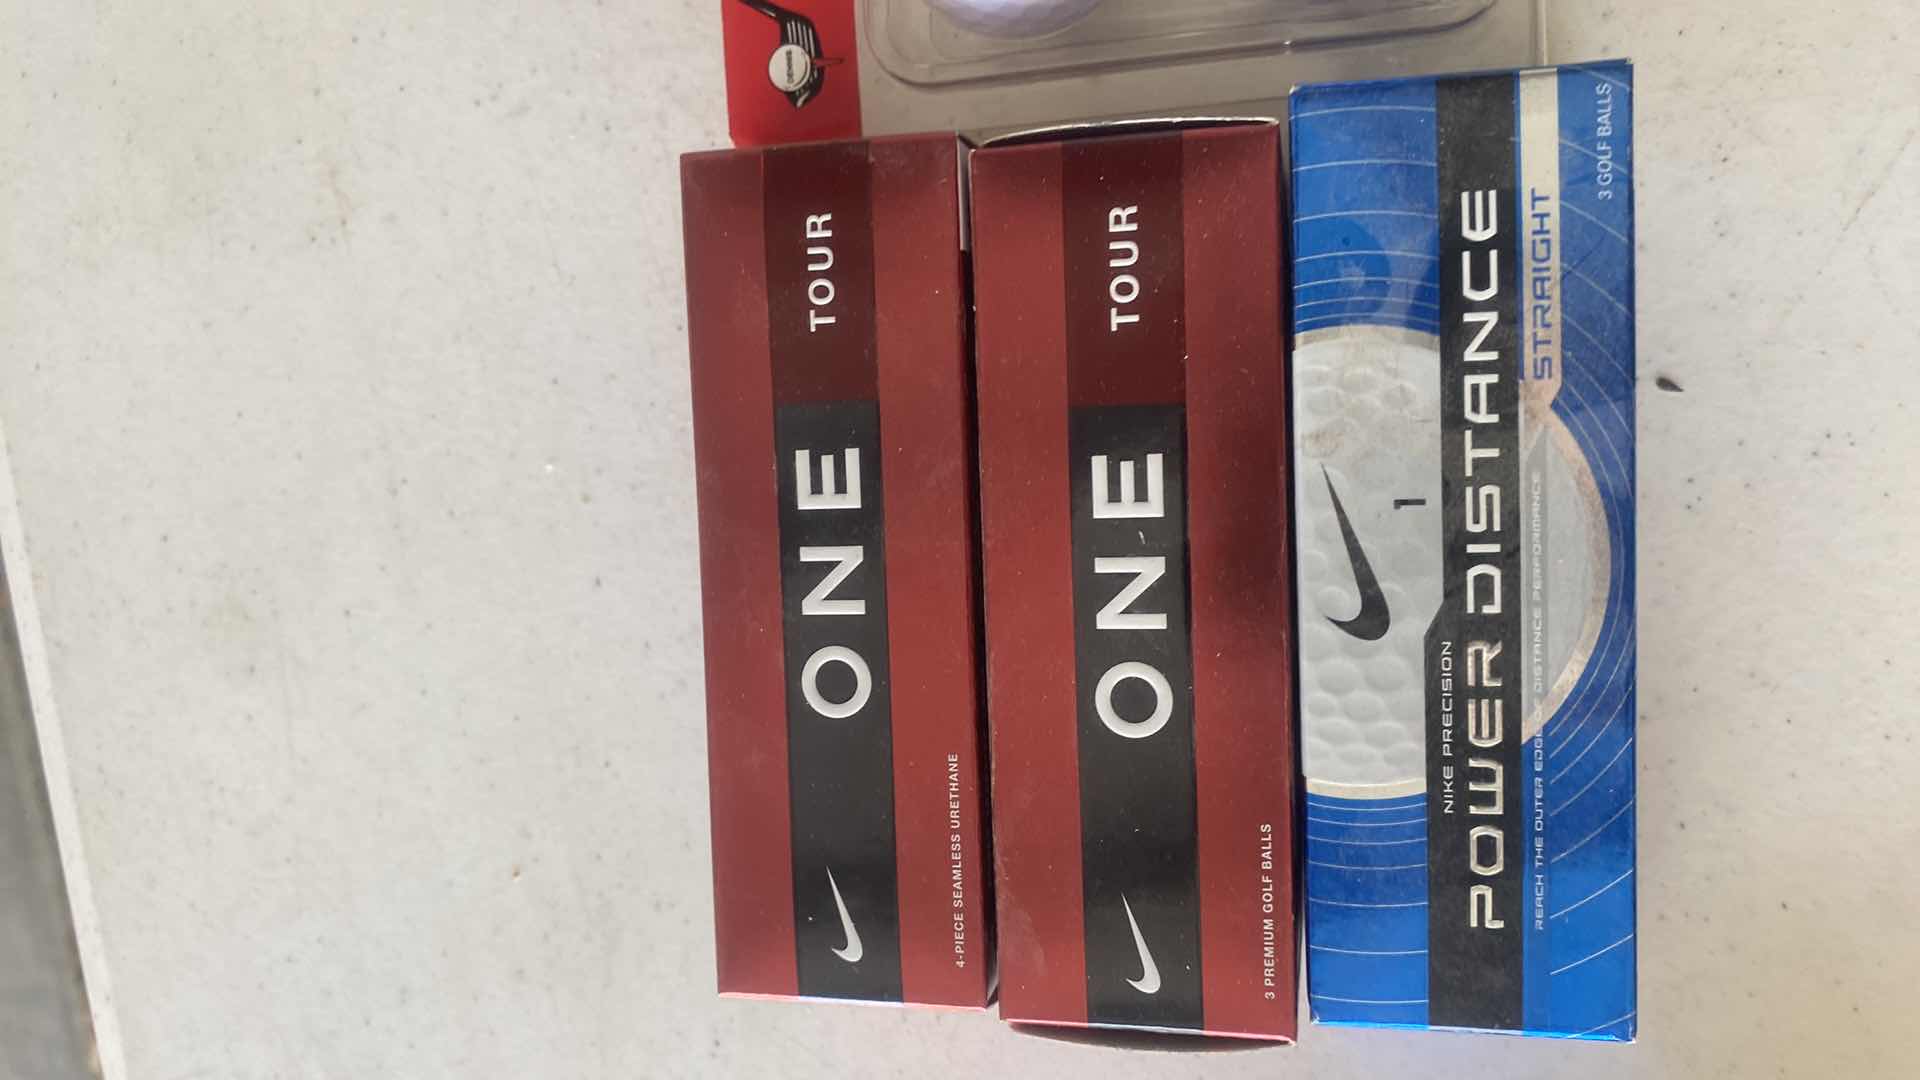 DENNIS
ONE TOUR
4-PIECE SEAMLESS URETHANE
ONE TOUR
3 PREMIUM GOLF BALLS
1
NIKE PRECISION
POWER DISTANCE
STRAIGHT
REACH THE OUTER EDGE OF DISTANCE PERFORMANCE
3 GOLF BALLS